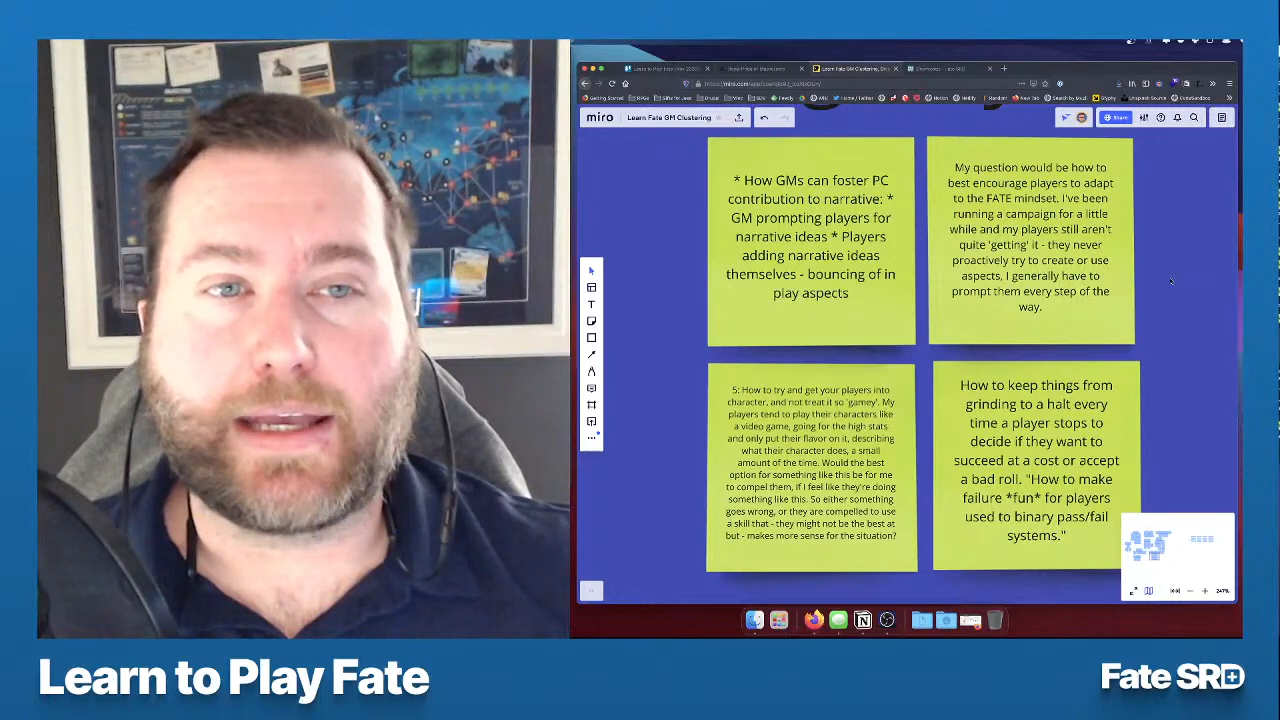 miro
Learn Fate GM Clustering
Share
* How GMs can foster PC
contribution to narrative: *
GM prompting players for
narrative ideas * Players
adding narrative ideas
themselves - bouncing of in
play aspects
My question would be how to
best encourage players to adapt
to the FATE mindset. I've been
running a campaign for a little
while and my players still aren't
quite 'getting' it - they never
proactively try to create or use
aspects, I generally have to
prompt them every step of the
way.
5: How to try and get your players into
character, and not treat it so 'gamey'. My
players tend to play their characters like
a video game, going for the high stats
and only put their flavor on it, describing
what their character does, a small
amount of the time. Would the best
option for something like this be for me
to compel them, if I feel like they're doing
something like this. So either something
goes wrong, or they are compelled to use
a skill that - they might not be the best at
but - makes more sense for the situation?
How to keep things from
grinding to a halt every
time a player stops to
decide if they want to
succeed at a cost or accept
a bad roll. "How to make
failure *fun* for players
used to binary pass/fail
systems."
247%
Learn to Play Fate
Fate SRD